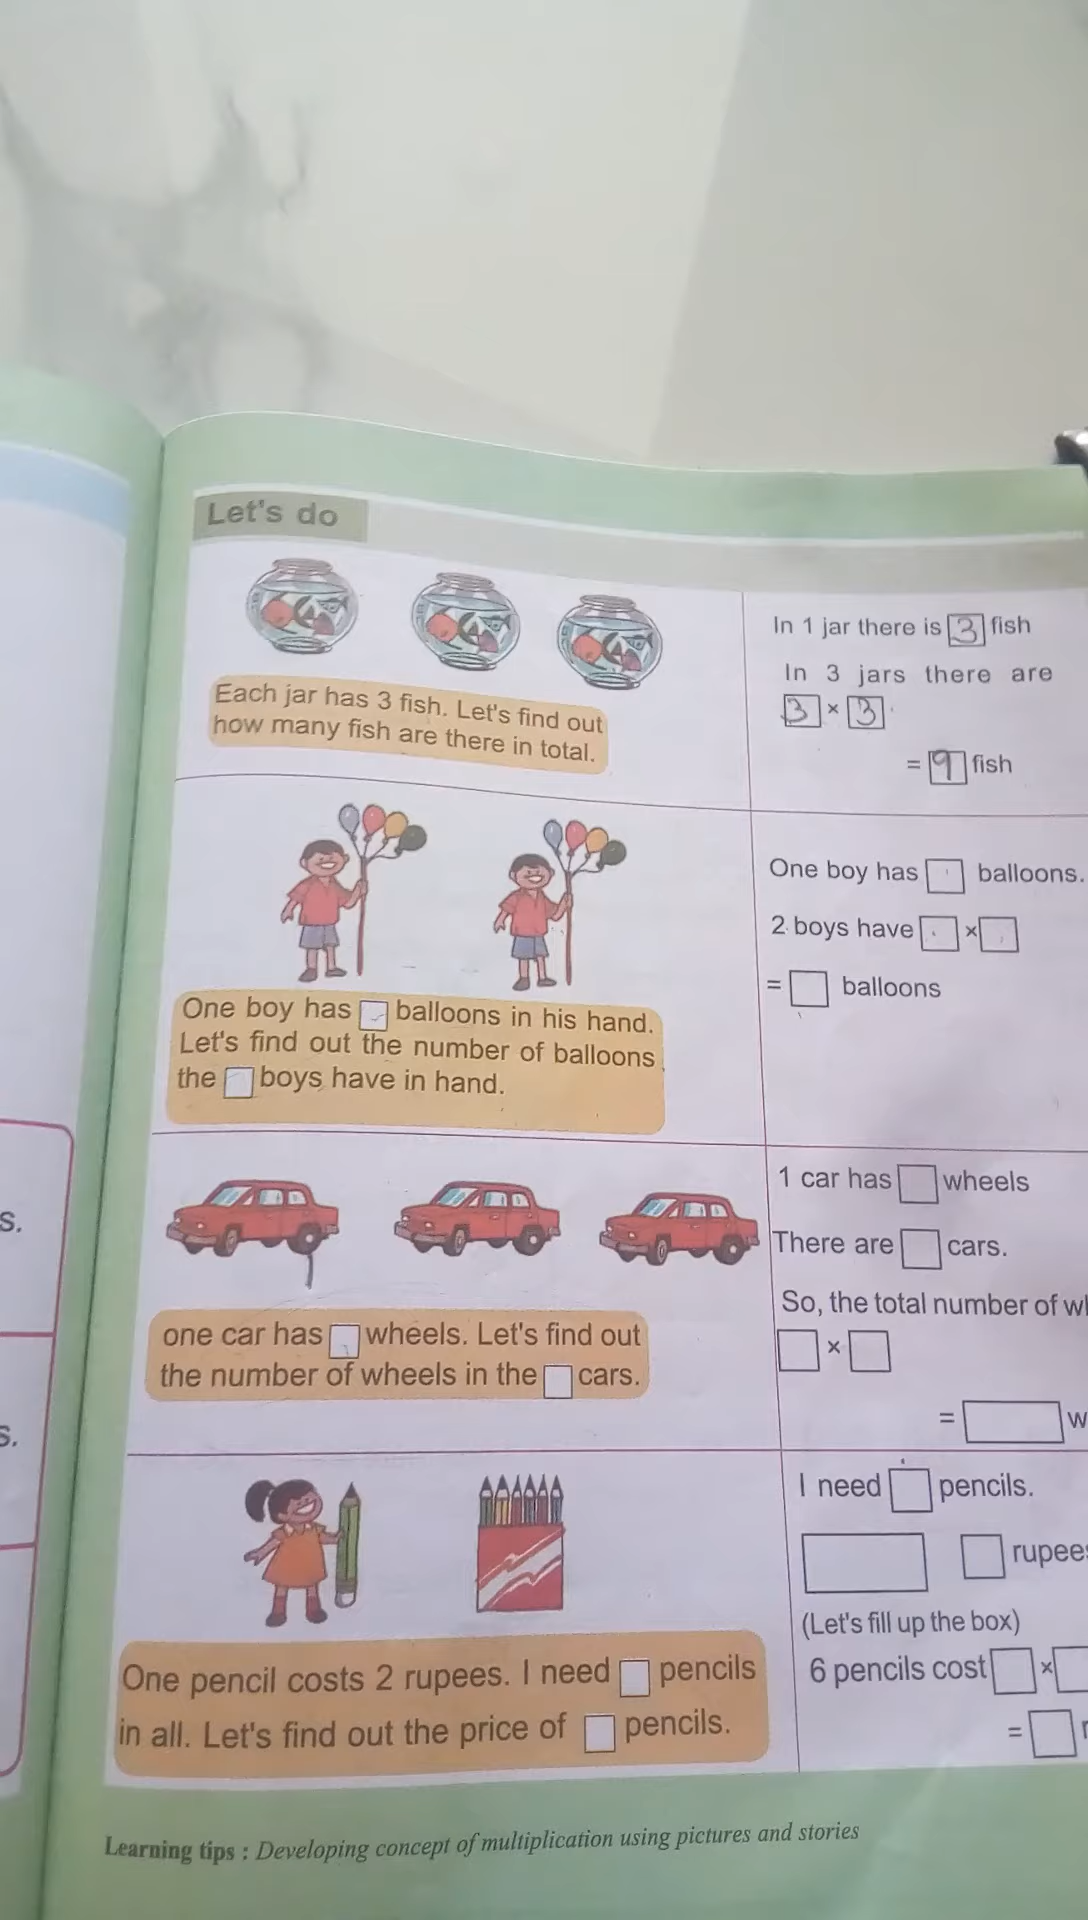 Let's do
Each jar has 3 fish. Let's find out
how many fish are there in total.
In 1 jar there is 3 fish
In 3 jars there are
3 × 3
= 9 fish
One boy has balloons in his hand.
Let's find out the number of balloons
the boys have in hand.
One boy has balloons.
2 boys have ×
= balloons
one car has wheels. Let's find out
the number of wheels in the cars.
1 car has wheels
There are cars.
So, the total number of
×
=
One pencil costs 2 rupees. I need pencils
in all. Let's find out the price of pencils.
I need pencils.
(Let's fill up the box)
6 pencils cost ×
=
Learning tips : Developing concept of multiplication using pictures and stories